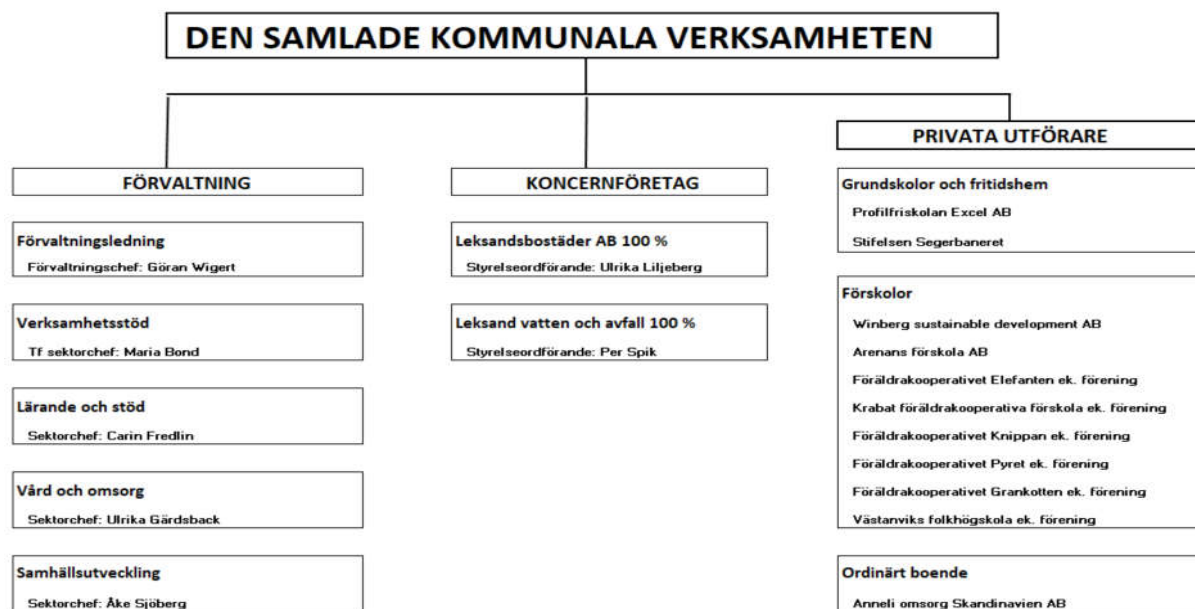 DEN SAMLADE KOMMUNALA VERKSAMHETEN
FÖRVALTNING
Förvaltningsledning
Förvaltningschef: Göran Wigert
Verksamhetsstöd
Tf sektorchef: Maria Bond
Lärande och stöd
Sektorchef: Carin Fredlin
Vård och omsorg
Sektorchef: Ulrika Gärdsback
Samhällsutveckling
Sektorchef: Åke Sjöberg
KONCERNFÖRETAG
Leksandsbostäder AB 100 %
Styrelseordförande: Ulrika Liljeberg
Leksand vatten och avfall 100 %
Styrelseordförande: Per Spik
PRIVATA UTFÖRARE
Grundskolor och fritidshem
Profilfriskolan Excel AB
Stifelsen Segerbaneret
Förskolor
Winberg sustainable development AB
Arenans förskola AB
Föräldrakooperativet Elefanten ek. förening
Krabat föräldrakooperativa förskola ek. förening
Föräldrakooperativet Knippan ek. förening
Föräldrakooperativet Pyret ek. förening
Föräldrakooperativet Grankotten ek. förening
Västanviks folkhögskola ek. förening
Ordinärt boende
Anneli omsorg Skandinavien AB